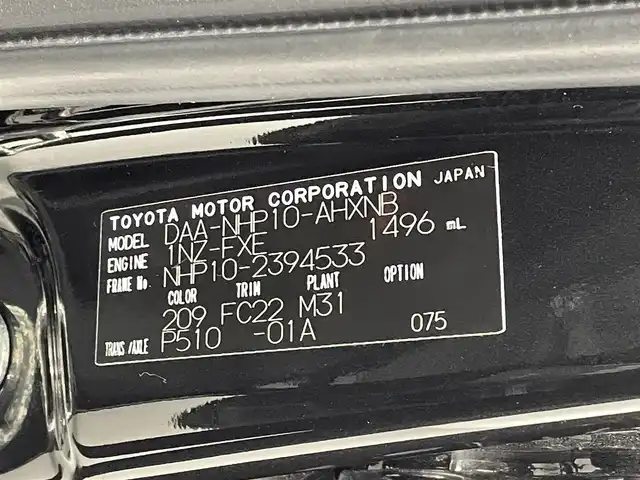 TOYOTA MOTOR CORPORATION JAPAN
MODEL DAA-NHP10-AHXNB
ENGINE 1NZ-FXE 1496 mL
FRAME No. NHP10-2394533
COLOR TRIM PLANT OPTION
209 FC22 M31
TRANS/AXLE P510 -01A 075